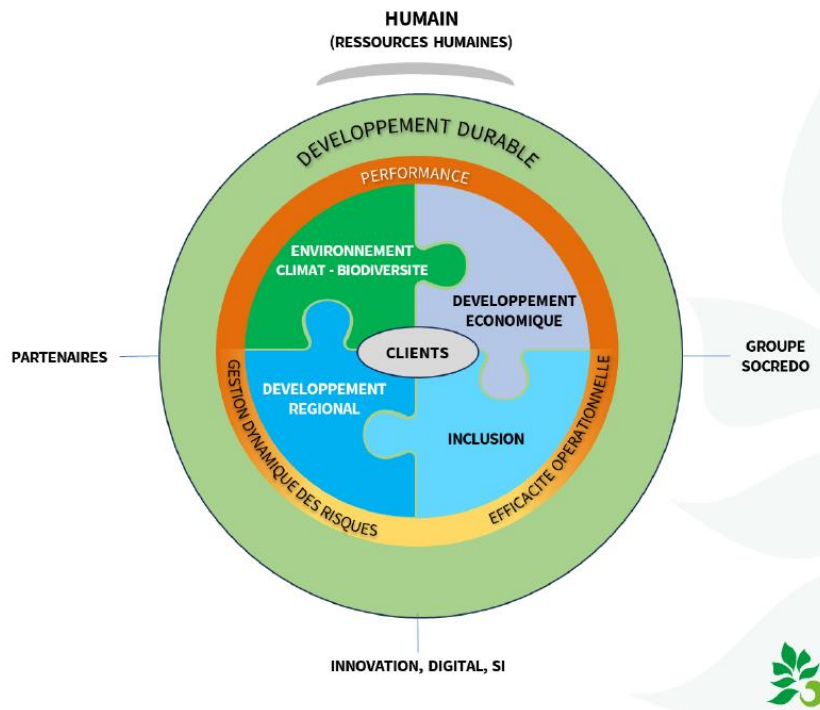 HUMAIN
(RESSOURCES HUMAINES)
DEVELOPPEMENT DURABLE
PERFORMANCE
ENVIRONNEMENT
CLIMAT - BIODIVERSITE
DEVELOPPEMENT
ECONOMIQUE
PARTENAIRES
CLIENTS
GROUPE
SOCREDO
DEVELOPPEMENT
REGIONAL
INCLUSION
GESTION DYNAMIQUE DES RISQUES
EFFICACITE OPERATIONNELLE
INNOVATION, DIGITAL, SI